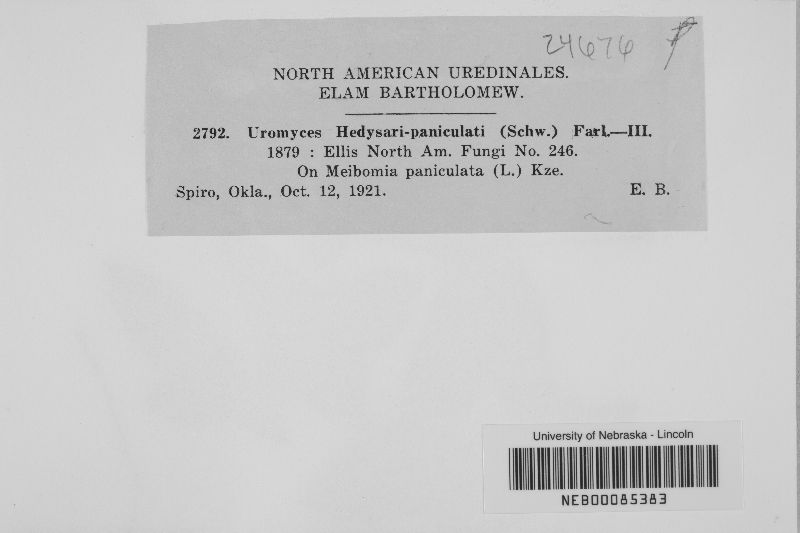 24676
NORTH AMERICAN UREDINALES.
ELAM BARTHOLOMEW.
2792. Uromyces Hedysari-paniculati (Schw.) Farl.—III.
1879 : Ellis North Am. Fungi No. 246.
On Meibomia paniculata (L.) Kze.
Spiro, Okla., Oct. 12, 1921. E. B.
University of Nebraska - Lincoln
NEB00085383